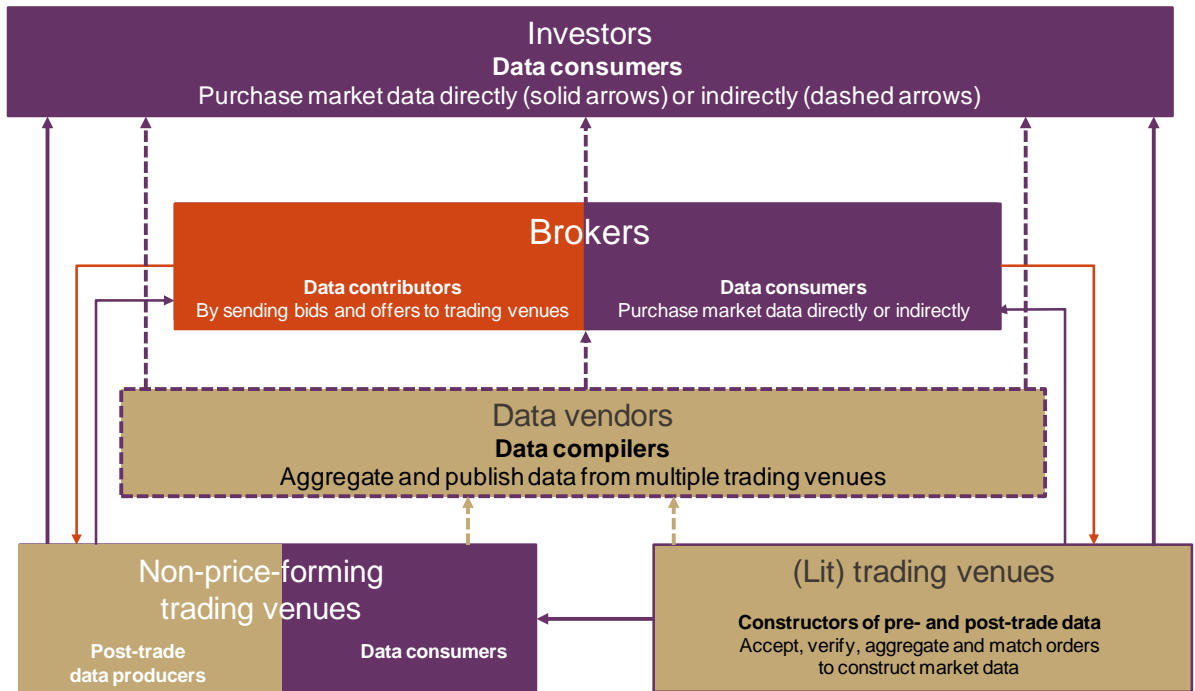 Investors
Data consumers
Purchase market data directly (solid arrows) or indirectly (dashed arrows)
Brokers
Data contributors
By sending bids and offers to trading venues
Data consumers
Purchase market data directly or indirectly
Data vendors
Data compilers
Aggregate and publish data from multiple trading venues
Non-price-forming
trading venues
Post-trade
data producers
Data consumers
(Lit) trading venues
Constructors of pre- and post-trade data
Accept, verify, aggregate and match orders
to construct market data